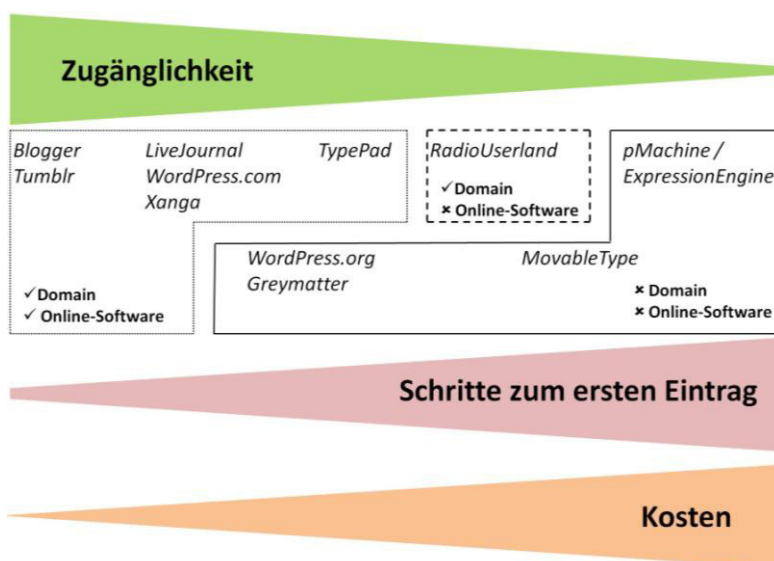 Zugänglichkeit
Blogger
Tumblr
LiveJournal
WordPress.com
Xanga
TypePad
✓ Domain
✓ Online-Software
RadioUserland
✓ Domain
✖ Online-Software
pMachine /
ExpressionEngine
WordPress.org
Greymatter
MovableType
✖ Domain
✖ Online-Software
Schritte zum ersten Eintrag
Kosten